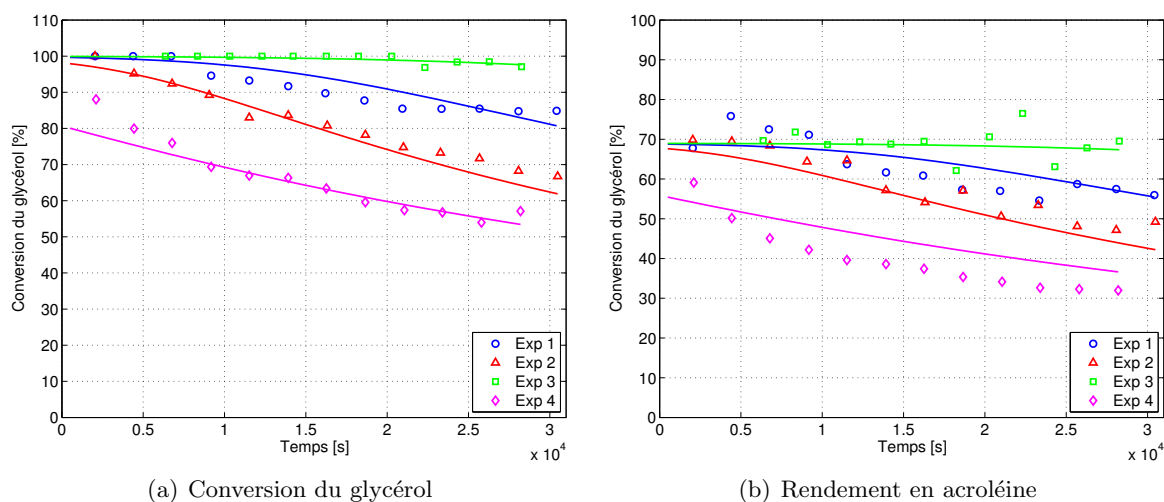 110
100
90
80
70
60
50
40
30
20
10
0
Conversion du glycérol [%]
0 0.5 1 1.5 2 2.5 3
Temps [s]
x 10^4
Exp 1
Exp 2
Exp 3
Exp 4
(a) Conversion du glycérol
100
90
80
70
60
50
40
30
20
10
0
Conversion du glycérol [%]
0 0.5 1 1.5 2 2.5 3
Temps [s]
x 10^4
Exp 1
Exp 2
Exp 3
Exp 4
(b) Rendement en acroléine